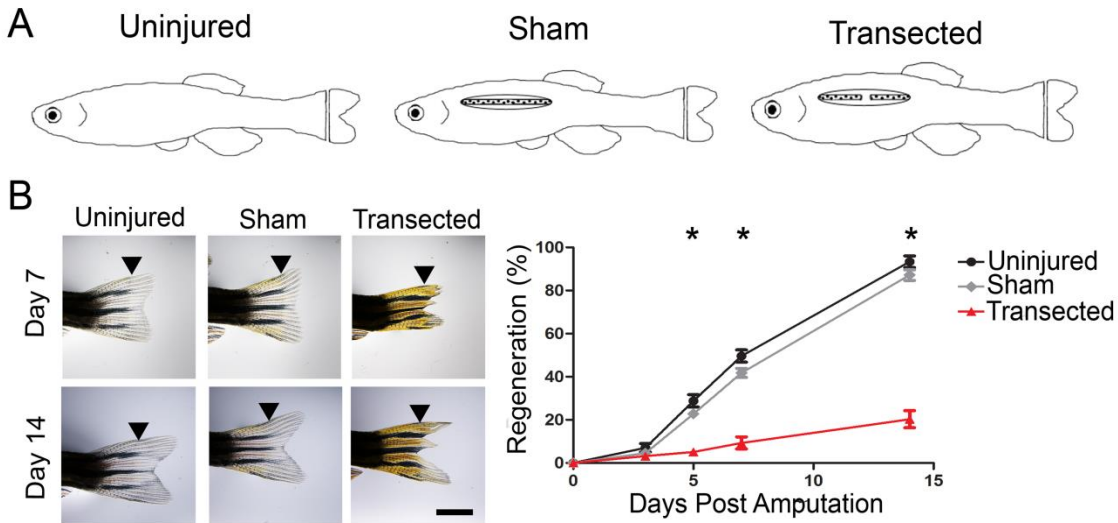 A
Uninjured
Sham
Transected
B
Uninjured
Sham
Transected
Day 7
Day 14
* * *
100
80
60
40
20
0
0 5 10 15
Regeneration (%)
Days Post Amputation
Uninjured
Sham
Transected